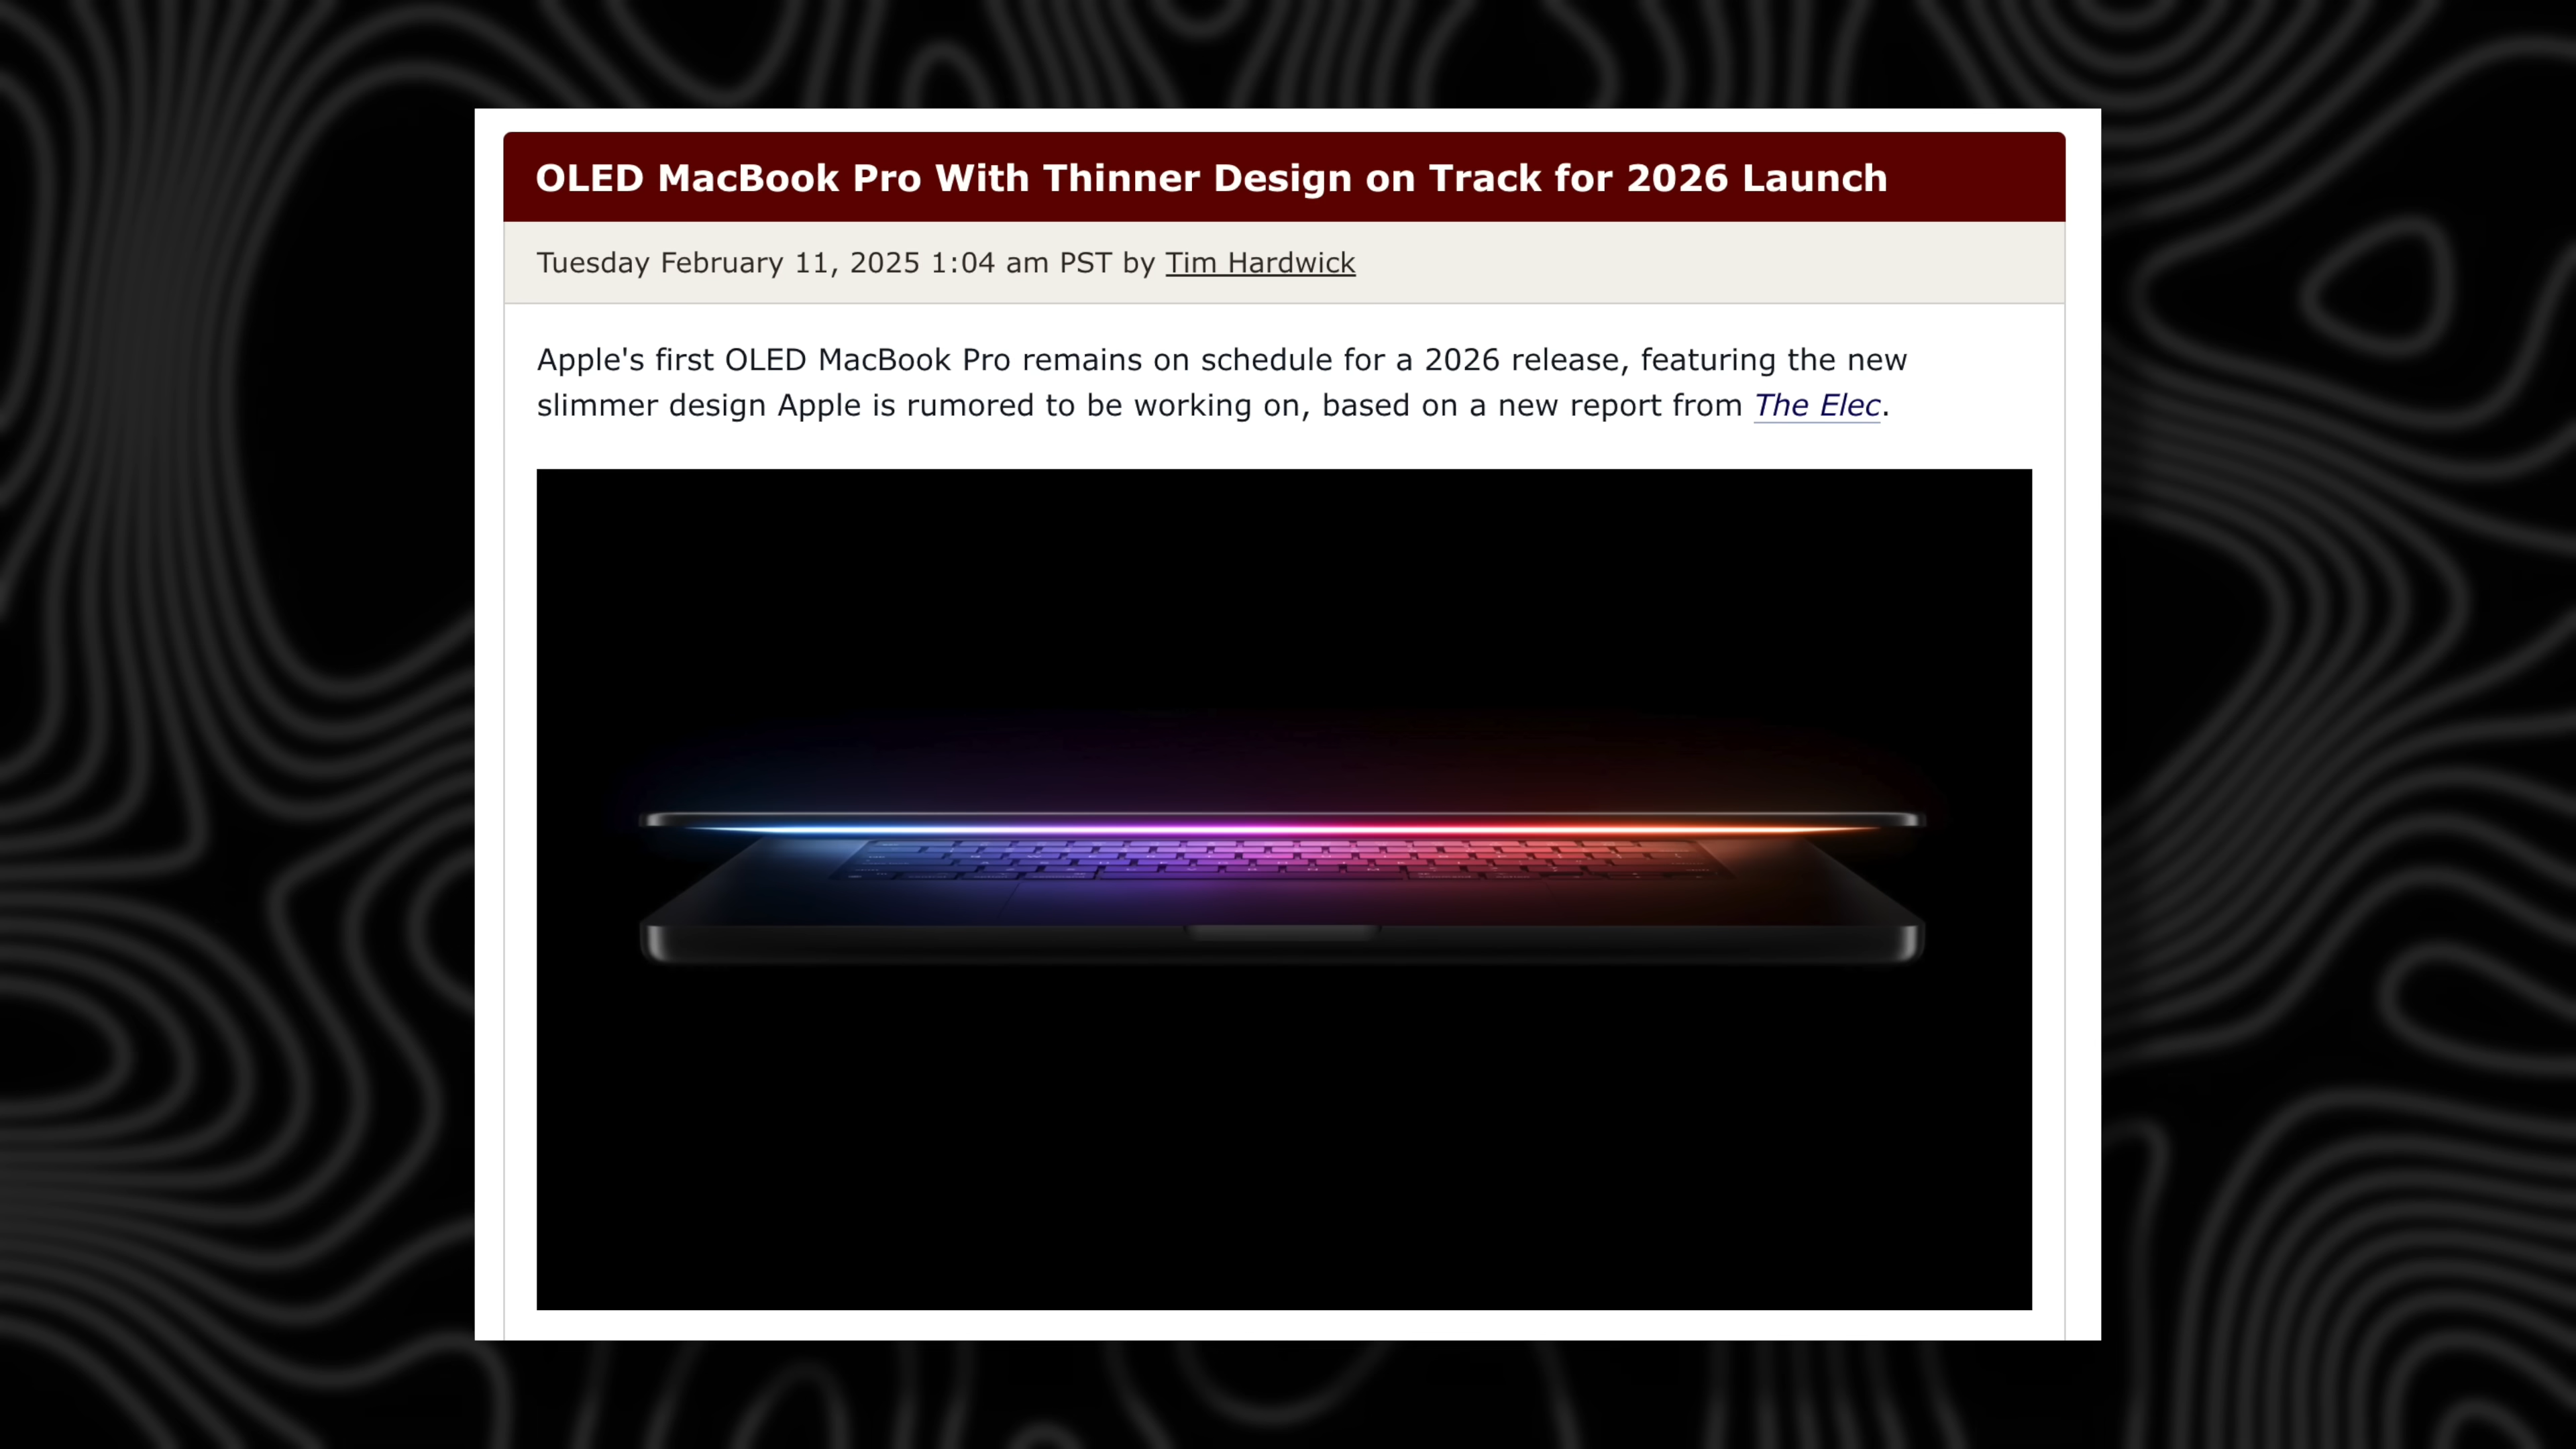 OLED MacBook Pro With Thinner Design on Track for 2026 Launch
Tuesday February 11, 2025 1:04 am PST by Tim Hardwick
Apple's first OLED MacBook Pro remains on schedule for a 2026 release, featuring the new
slimmer design Apple is rumored to be working on, based on a new report from The Elec.